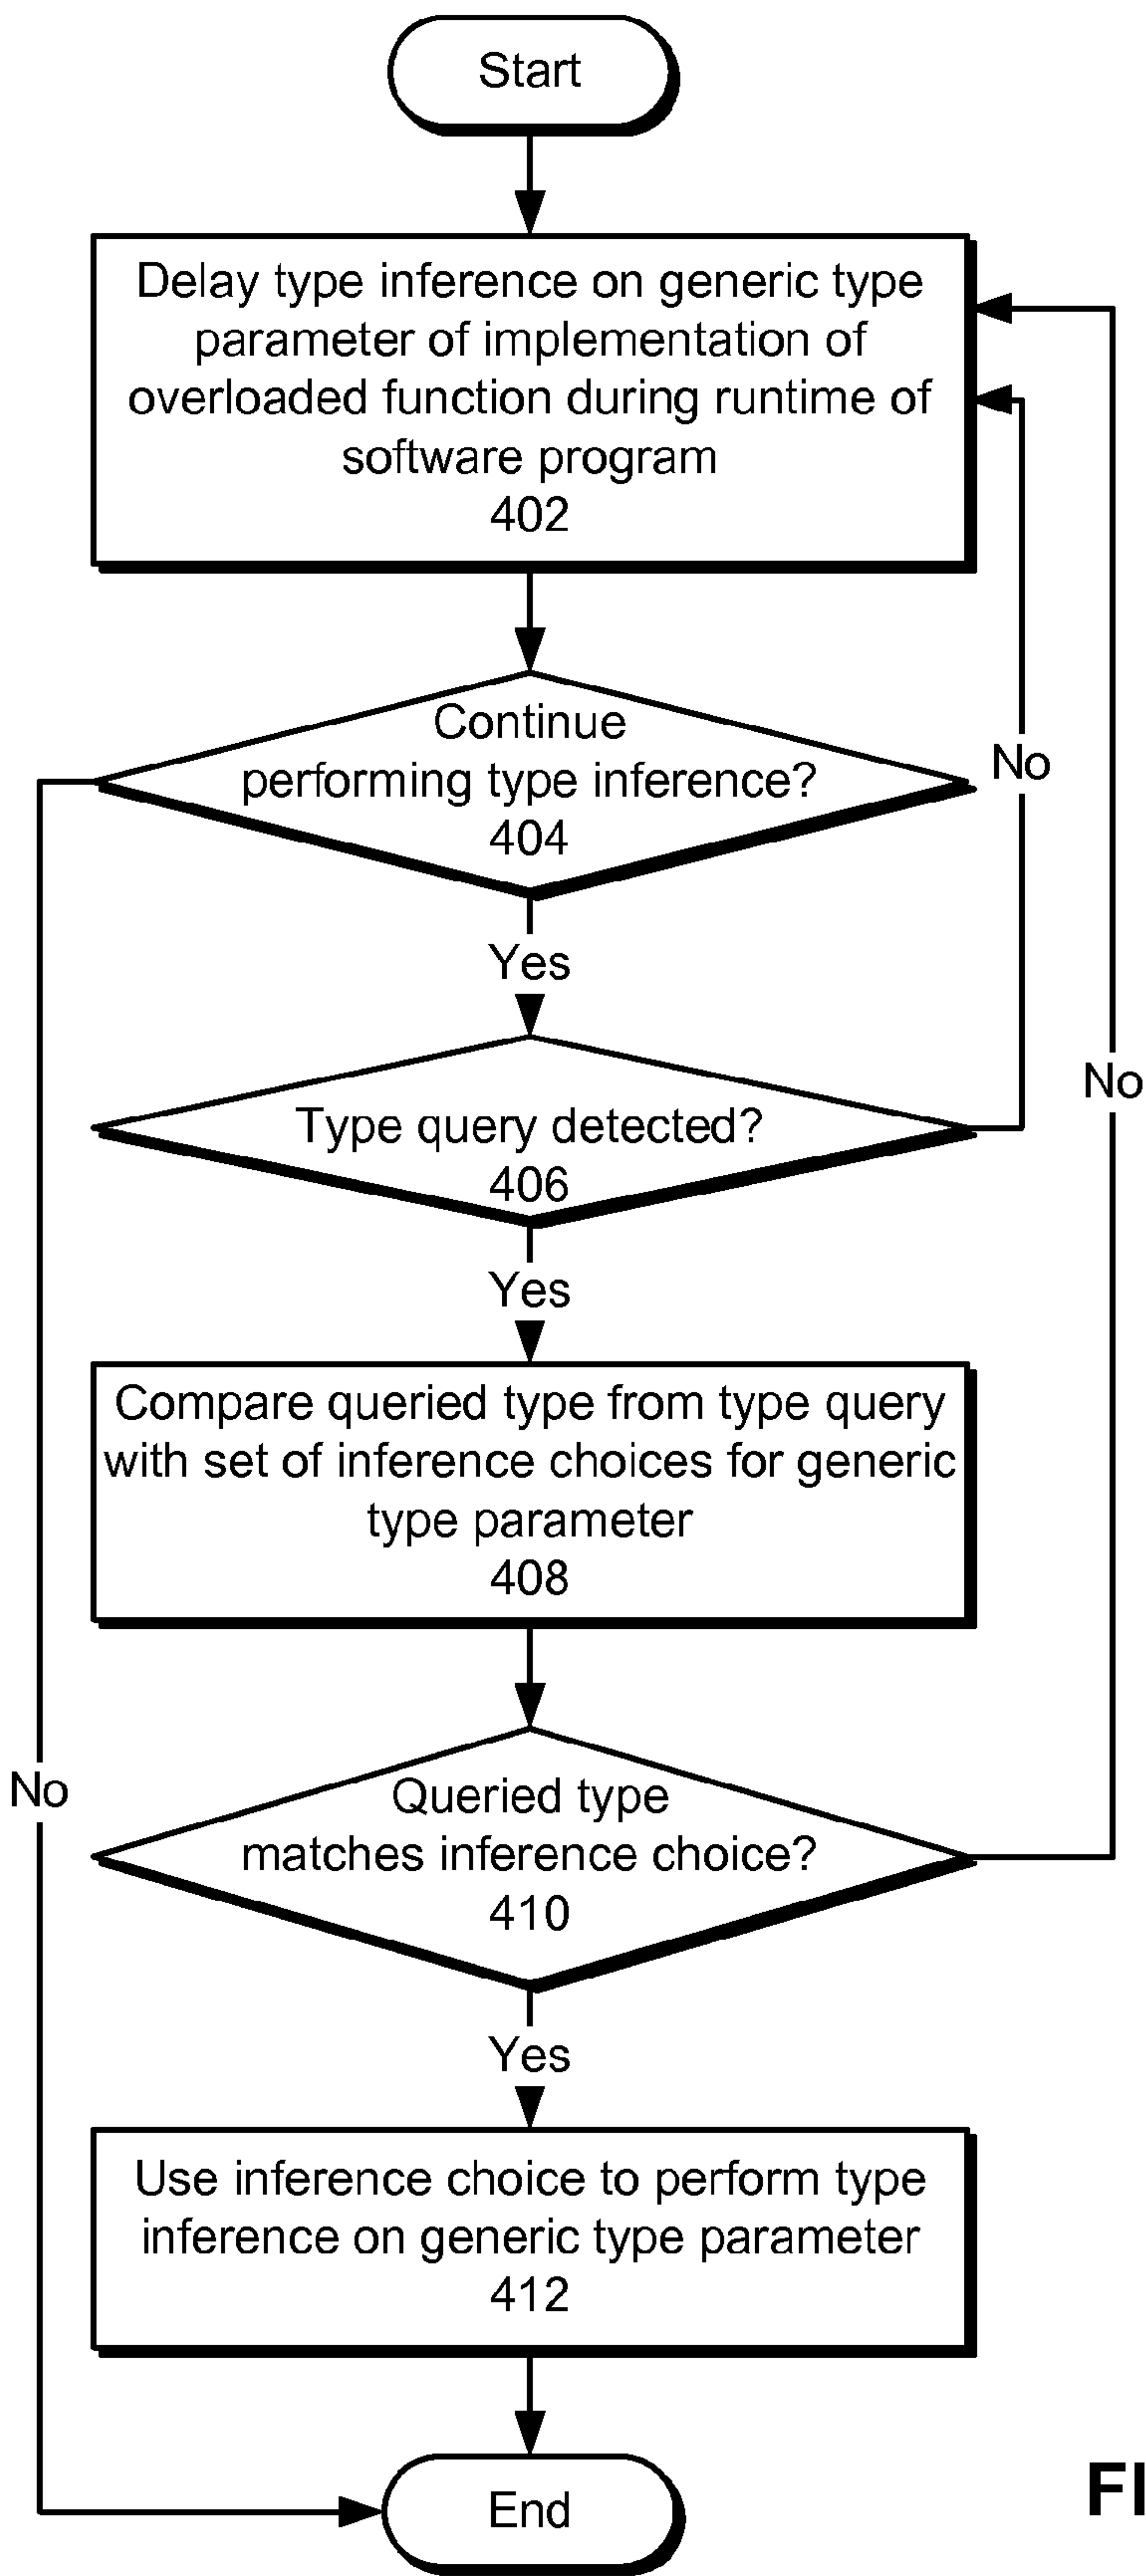 Start
Delay type inference on generic type
parameter of implementation of
overloaded function during runtime of
software program
402
Continue
performing type inference?
404
No
Yes
Type query detected?
406
No
Yes
Compare queried type from type query
with set of inference choices for generic
type parameter
408
No
Queried type
matches inference choice?
410
Yes
Use inference choice to perform type
inference on generic type parameter
412
End
FI